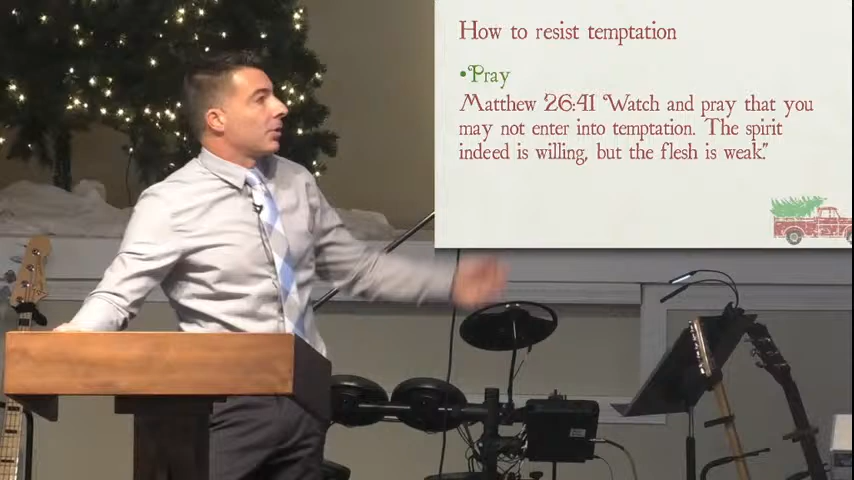 How to resist temptation
•Pray
Matthew 26:41 Watch and pray that you
may not enter into temptation. The spirit
indeed is willing, but the flesh is weak."